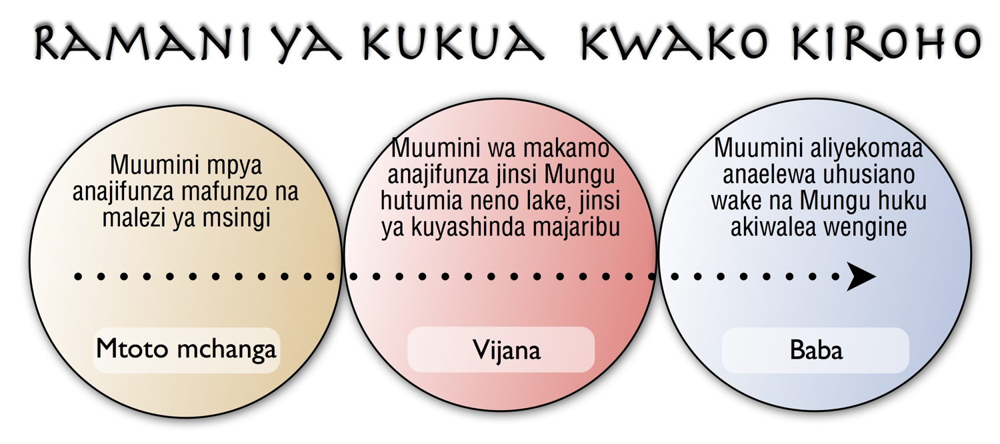 RAMANI YA KUKUA KWAKO KIROHO
Muumini mpya
anajifunza mafunzo na
malezi ya msingi
Mtoto mchanga
Muumini wa makamo
anajifunza jinsi Mungu
hutumia neno lake, jinsi
ya kuyashinda majaribu
Vijana
Muumini aliyekomaa
anaelewa uhusiano
wake na Mungu huku
akiwalea wengine
Baba